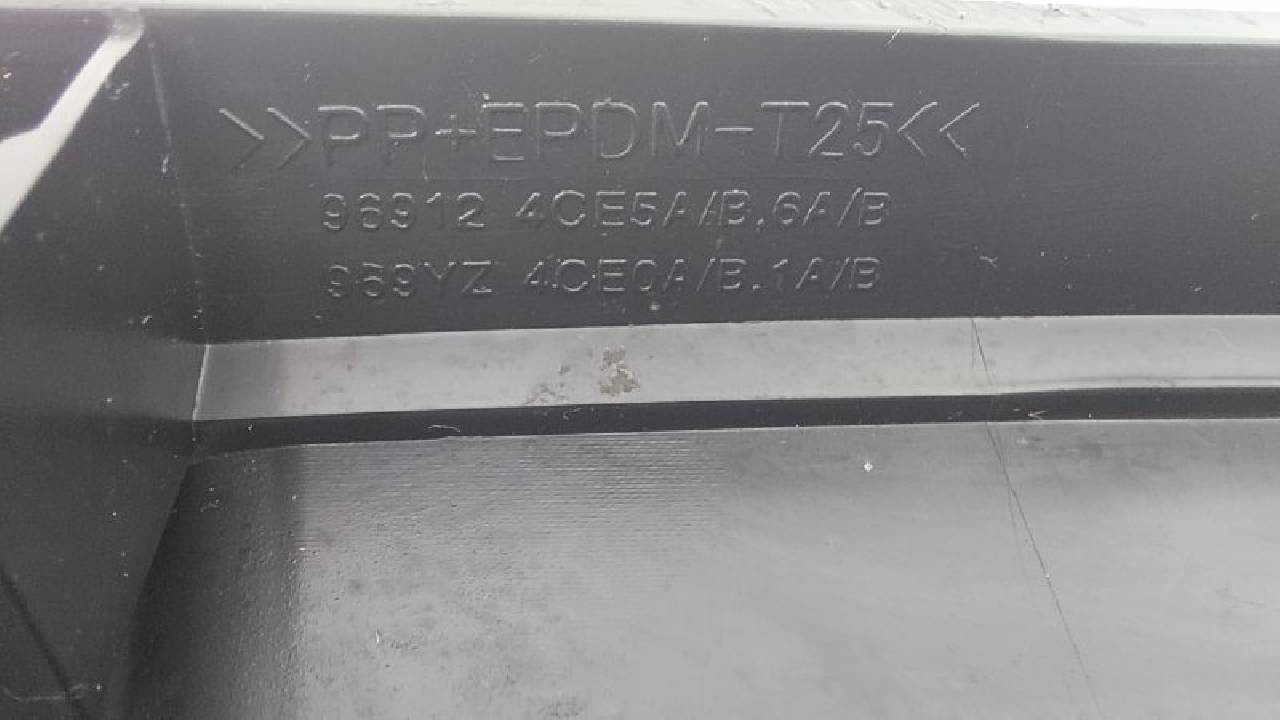 >>PP+EPDM-T25<<
96912 4CE5A/B.6A/B
969YZ 4CE0A/B.1A/B